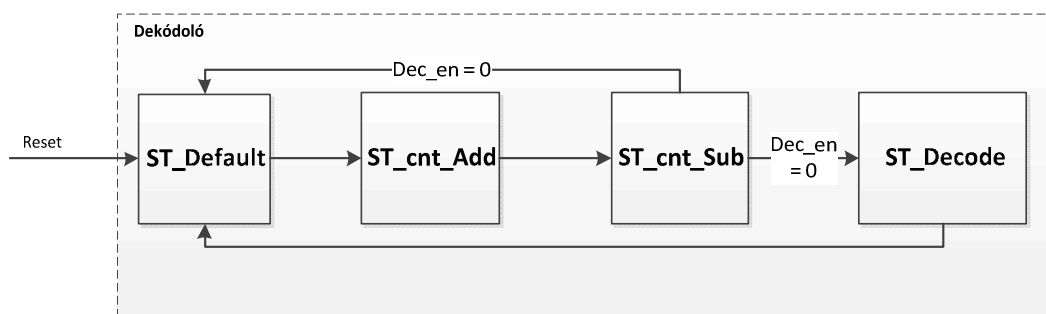 Dekódoló
Dec_en = 0
Reset
ST_Default
ST_cnt_Add
ST_cnt_Sub
Dec_en
= 0
ST_Decode